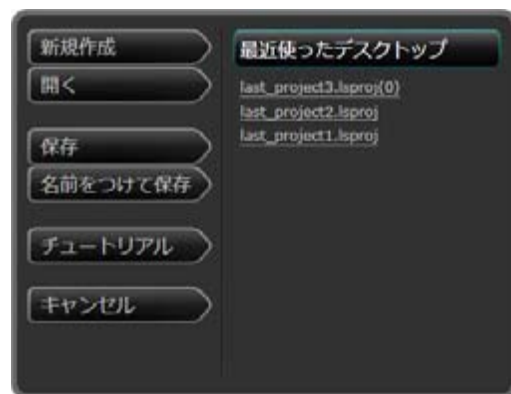 新規作成
開く
保存
名前をつけて保存
チュートリアル
キャンセル
最近使ったデスクトップ
last_project3.lsproj(0)
last_project2.lsproj
last_project1.lsproj